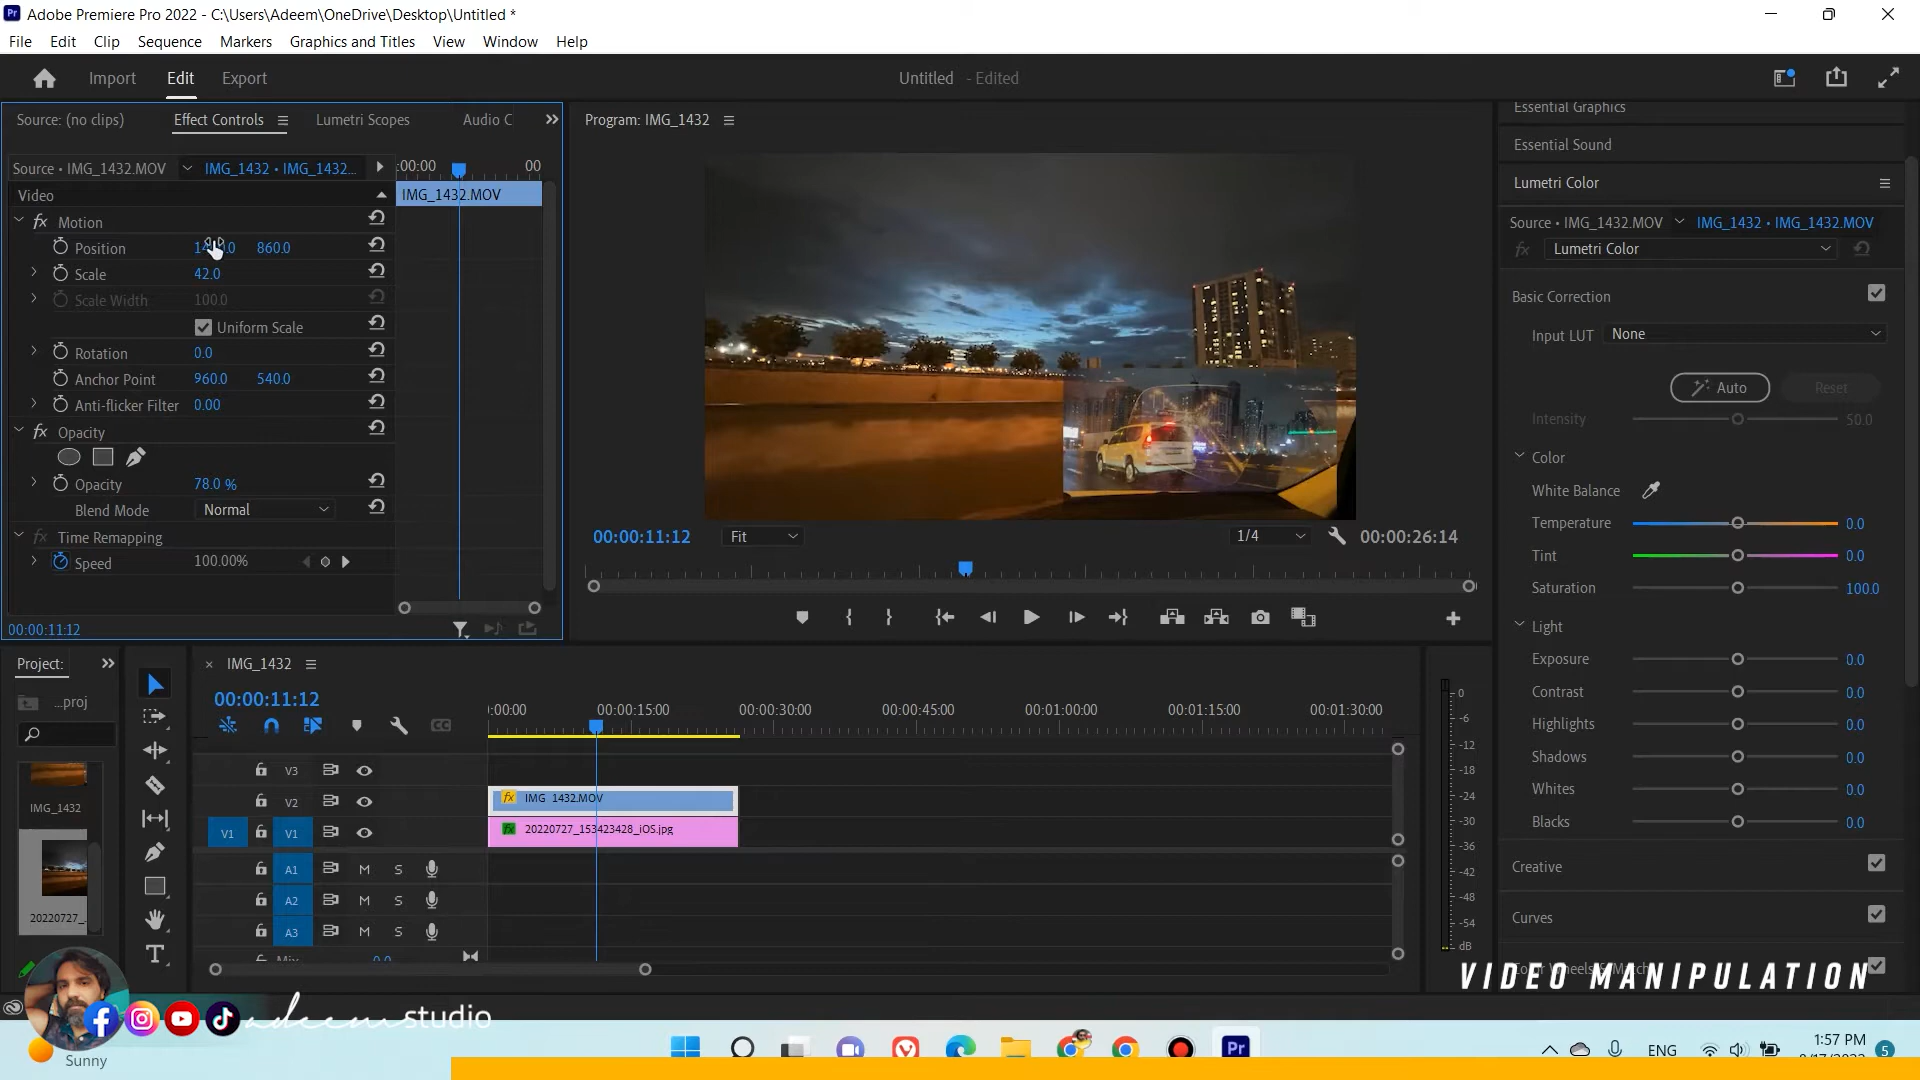 Adobe Premiere Pro 2022 - C:\Users\Adeem\OneDrive\Desktop\Untitled *
File Edit Clip Sequence Markers Graphics and Titles View Window Help
Import Edit Export
Untitled - Edited
Source: (no clips) Effect Controls Lumetri Scopes Audio C
Source • IMG_1432.MOV IMG_1432 • IMG_1432...
:00:00 00
Video
IMG_1432.MOV
Motion
Position 860.0
Scale 42.0
Scale Width 100.0
Uniform Scale
Rotation 0.0
Anchor Point 960.0 540.0
Anti-flicker Filter 0.00
Opacity
Opacity 78.0 %
Blend Mode Normal
Time Remapping
Speed 100.00%
00:00:11:12
Program: IMG_1432
00:00:11:12 Fit 1/4 00:00:26:14
Essential Graphics
Essential Sound
Lumetri Color
Source • IMG_1432.MOV IMG_1432 • IMG_1432.MOV
fx Lumetri Color
Basic Correction
Input LUT None
Auto Reset
Intensity 50.0
Color
White Balance
Temperature 0.0
Tint 0.0
Saturation 100.0
Light
Exposure 0.0
Contrast 0.0
Highlights 0.0
Shadows 0.0
Whites 0.0
Blacks 0.0
Creative
Curves
Project:
...proj
IMG_1432
20220727_...
× IMG_1432
00:00:11:12
:00:00 00:00:15:00 00:00:30:00 00:00:45:00 00:01:00:00 00:01:15:00 00:01:30:00
V3
V2 IMG_1432.MOV
V1 V1 20220727_153423428_iOS.jpg
A1 M S
A2 M S
A3 M S
Mix 0.0
0
-6
-12
-18
-24
-30
-36
-42
-48
-54
dB
VIDEO MANIPULATION
adeem studio
Sunny
Pr
ENG
1:57 PM
5